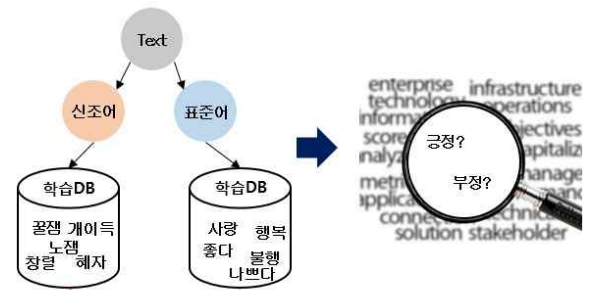 Text
신조어
표준어
학습DB
꿀잼 개이득
노잼
창렬 혜자
학습DB
사랑 행복
좋다 불행
나쁘다
enterprise infrastructure
technology operations
score
긍정?
부정?
solution stakeholder